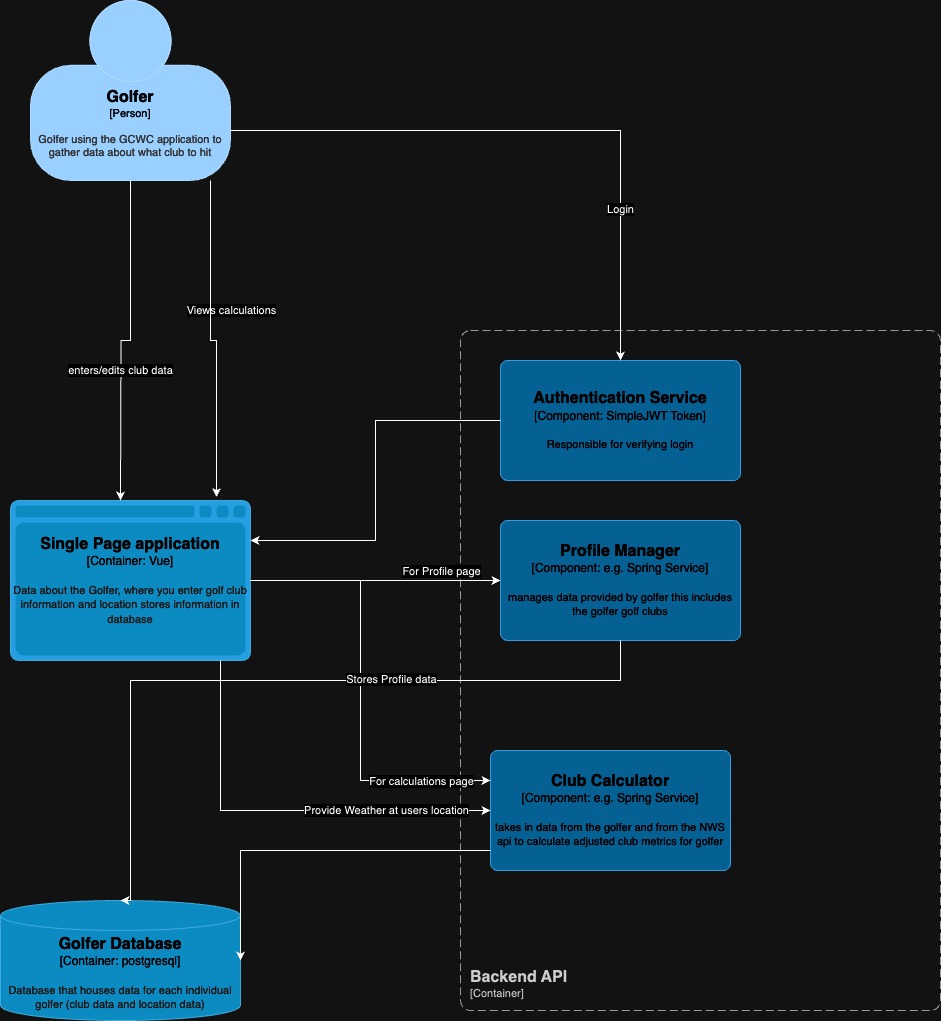 Golfer
[Person]
Golfer using the GCWC application to
gather data about what club to hit
Login
Views calculations
enters/edits club data
Authentication Service
[Component: SimpleJWT Token]
Responsible for verifying login
Single Page application
[Container: Vue]
Data about the Golfer, where you enter golf club
information and location stores information in
database
For Profile page
Profile Manager
[Component: e.g. Spring Service]
manages data provided by golfer this includes
the golfer golf clubs
Stores Profile data
For calculations page
Provide Weather at users location
Club Calculator
[Component: e.g. Spring Service]
takes in data from the golfer and from the NWS
api to calculate adjusted club metrics for golfer
Golfer Database
[Container: postgresql]
Database that houses data for each individual
golfer (club data and location data)
Backend API
[Container]